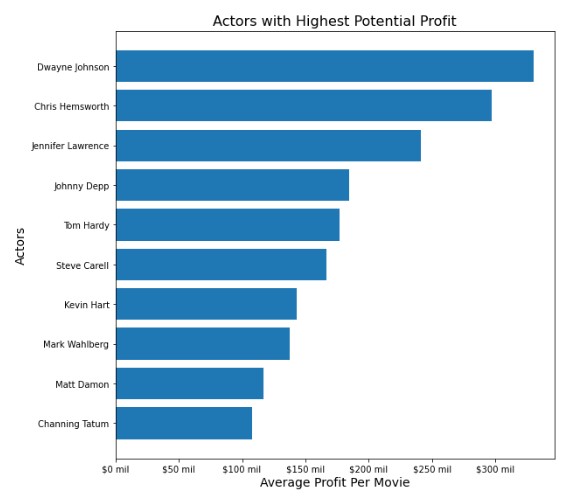 Actors with Highest Potential Profit
Dwayne Johnson
Chris Hemsworth
Jennifer Lawrence
Johnny Depp
Tom Hardy
Steve Carell
Kevin Hart
Mark Wahlberg
Matt Damon
Channing Tatum
Actors
$0 mil $50 mil $100 mil $150 mil $200 mil $250 mil $300 mil
Average Profit Per Movie